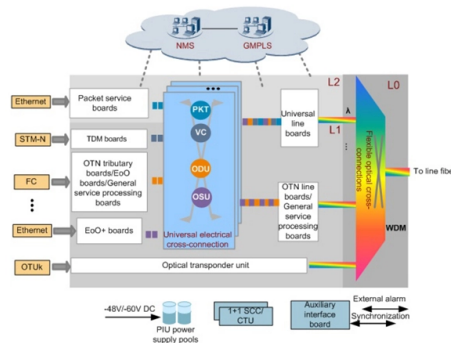 NMS
GMPLS
L2
L0
Ethernet
Packet service
boards
PKT
Universal
line
boards
λ
L1
STM-N
TDM boards
VC
FC
OTN tributary
boards/EoO
boards/General
service processing
boards
ODU
OSU
OTN line
boards/
General
service
processing
boards
Flexible optical cross-
connections
To line fibe
WDM
Ethernet
EoO+ boards
Universal electrical
cross-connection
OTUk
Optical transponder unit
-48V/-60V DC
PIU power
supply pools
1+1 SCC/
CTU
Auxiliary
interface
board
External alarm
Synchronization